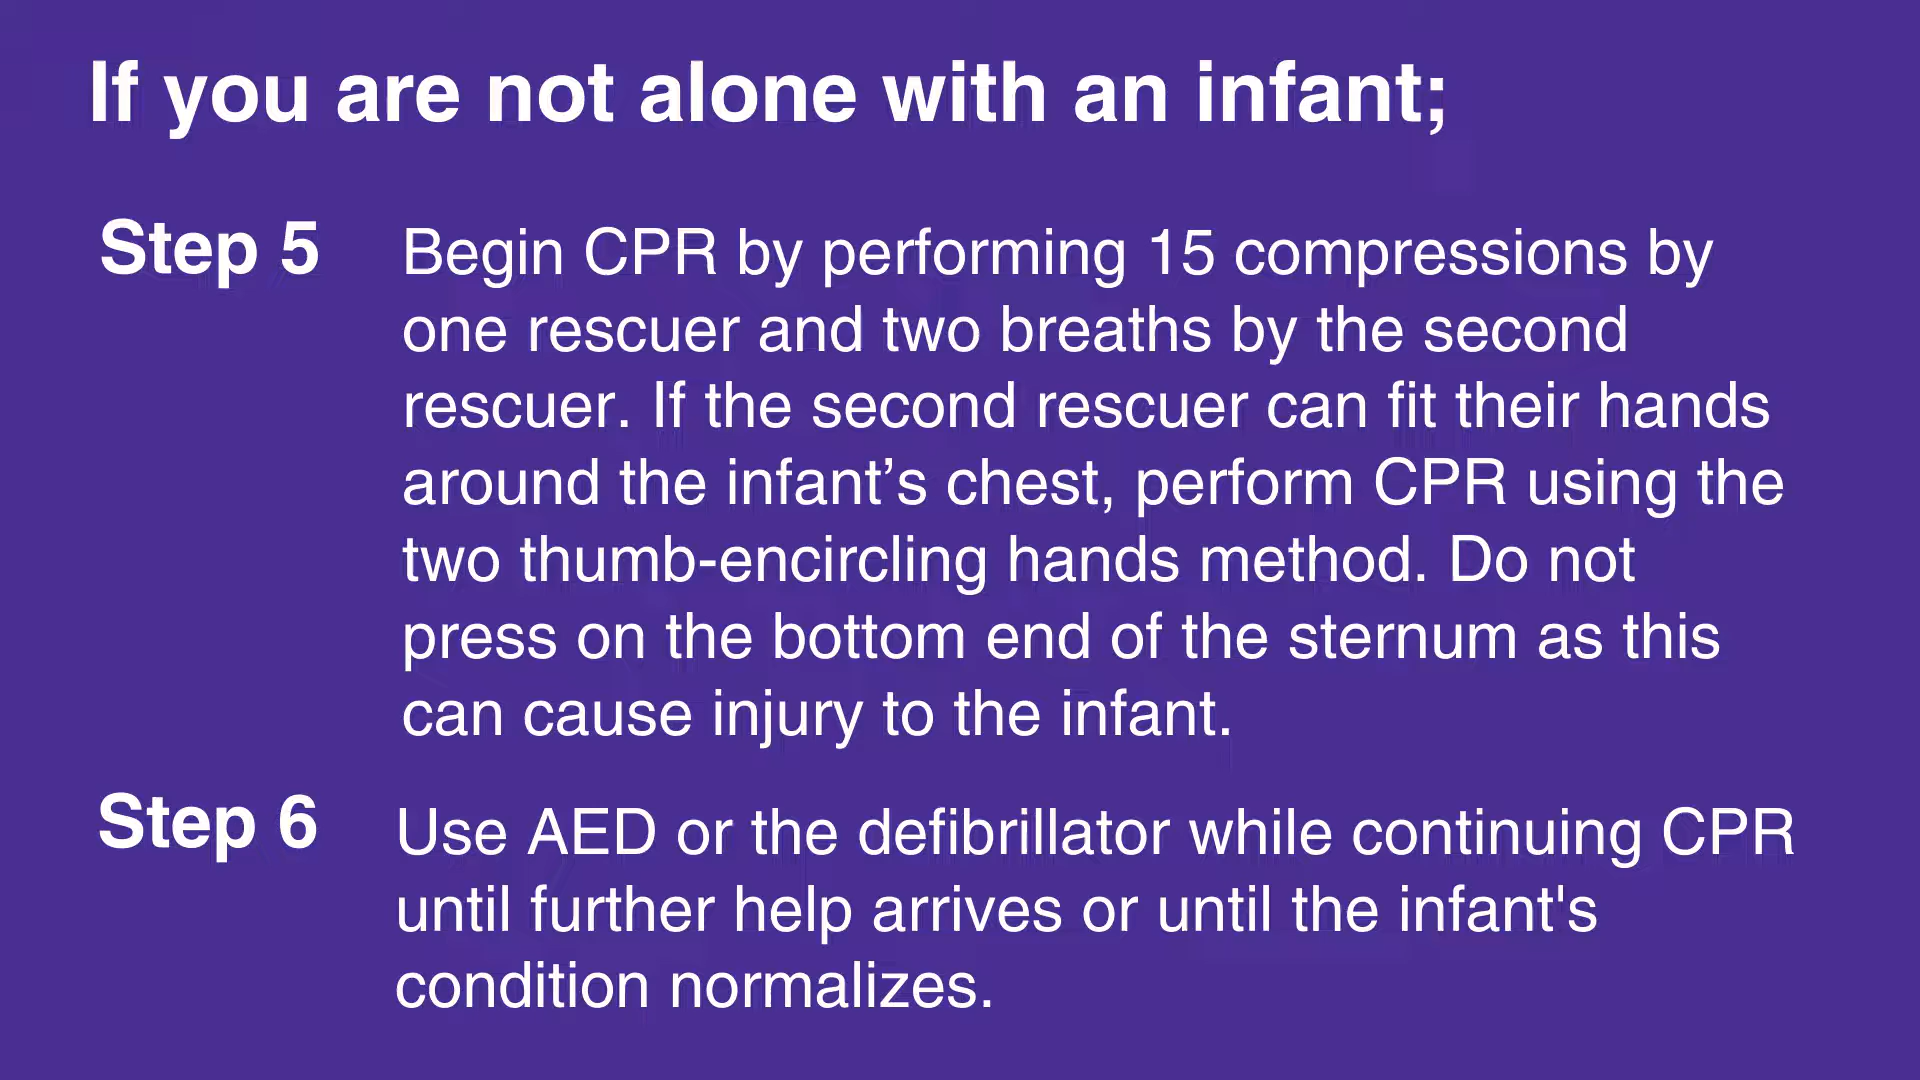 If you are not alone with an infant;
Step 5
Begin CPR by performing 15 compressions by
one rescuer and two breaths by the second
rescuer. If the second rescuer can fit their hands
around the infant’s chest, perform CPR using the
two thumb-encircling hands method. Do not
press on the bottom end of the sternum as this
can cause injury to the infant.
Step 6
Use AED or the defibrillator while continuing CPR
until further help arrives or until the infant's
condition normalizes.